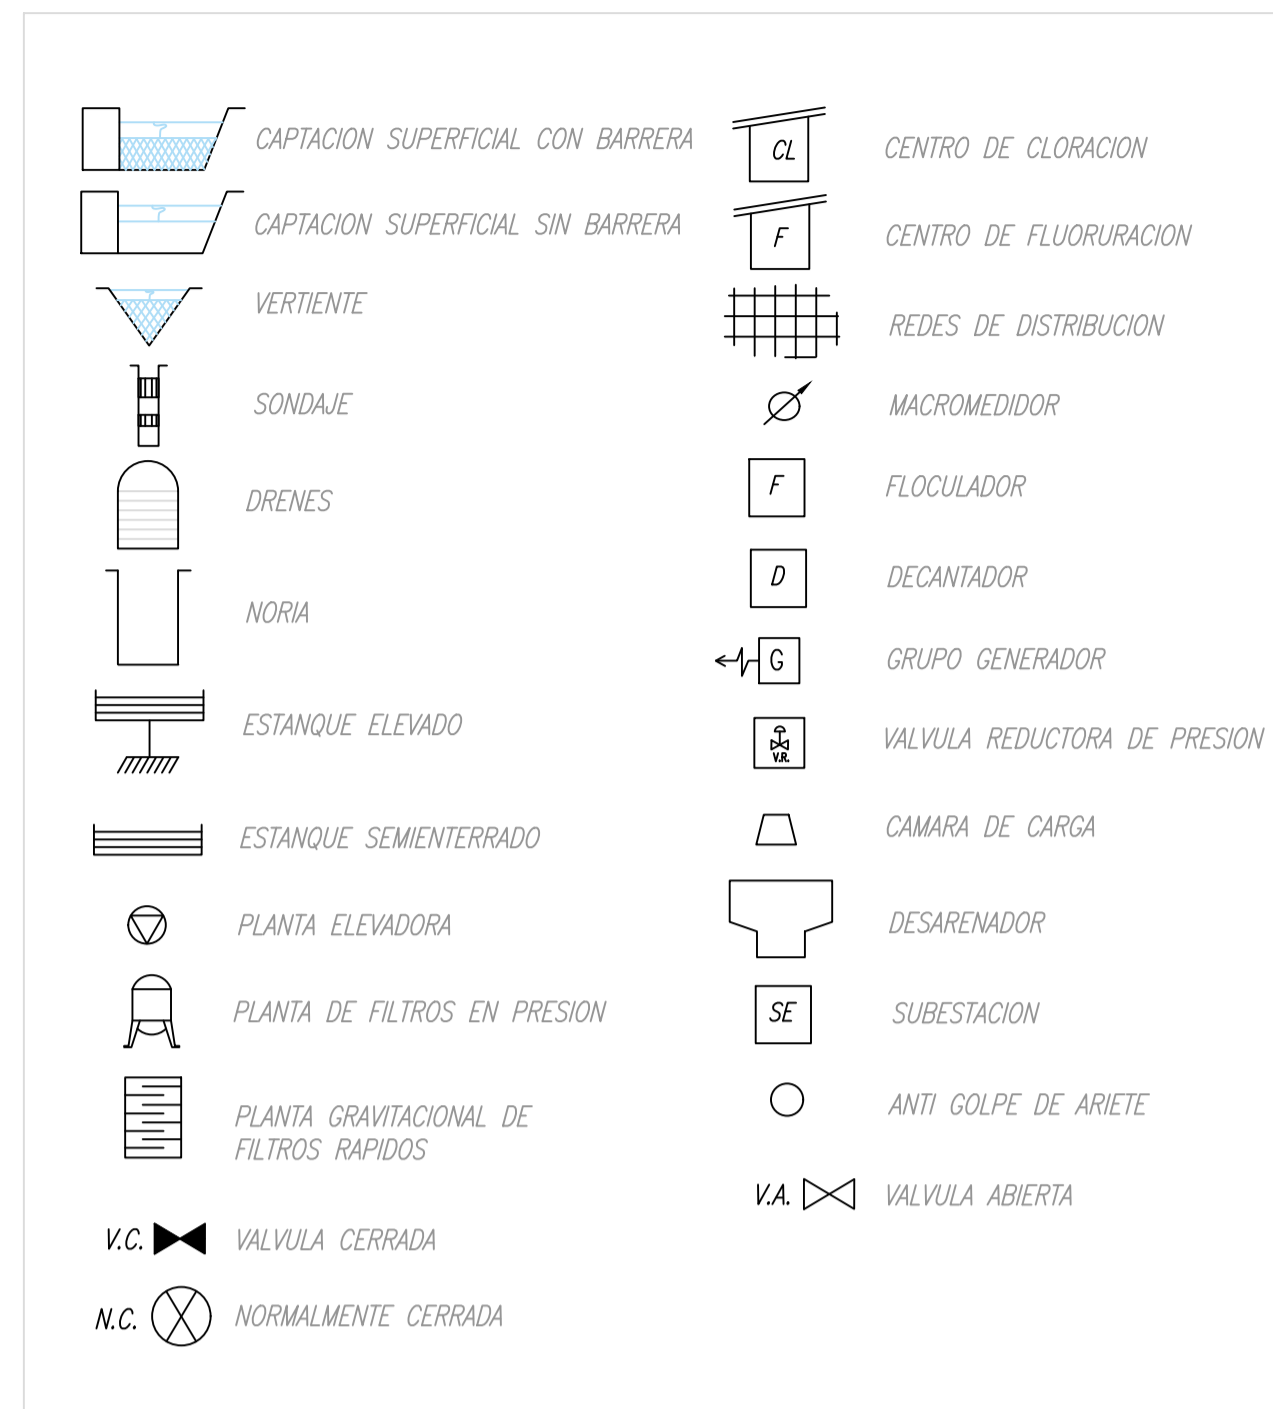 CAPTACION SUPERFICIAL CON BARRERA
CAPTACION SUPERFICIAL SIN BARRERA
VERTIENTE
SONDAJE
DRENES
NORIA
ESTANQUE ELEVADO
ESTANQUE SEMIENTERRADO
PLANTA ELEVADORA
PLANTA DE FILTROS EN PRESION
PLANTA GRAVITACIONAL DE
FILTROS RAPIDOS
V.C. VALVULA CERRADA
N.C. NORMALMENTE CERRADA
CL CENTRO DE CLORACION
F CENTRO DE FLUORURACION
REDES DE DISTRIBUCION
MACROMEDIDOR
F FLOCULADOR
D DECANTADOR
G GRUPO GENERADOR
V.R. VALVULA REDUCTORA DE PRESION
CAMARA DE CARGA
DESARENADOR
SE SUBESTACION
ANTI GOLPE DE ARIETE
V.A. VALVULA ABIERTA